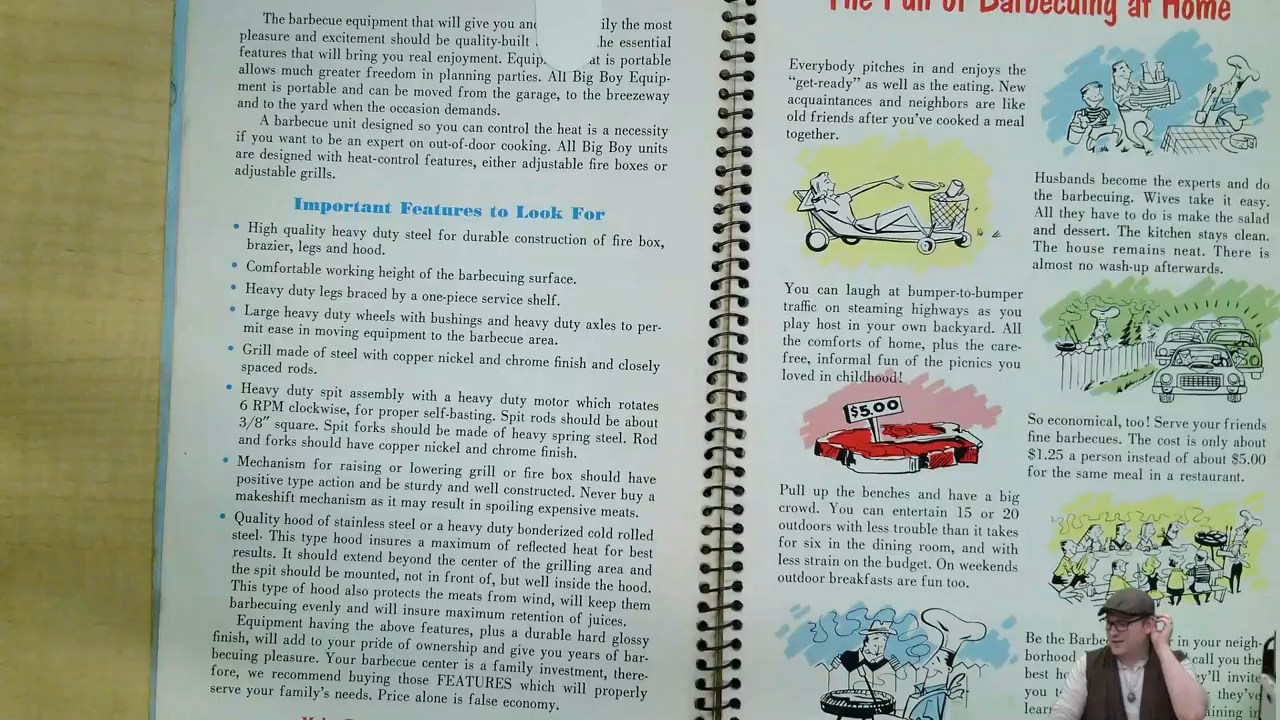 The barbecue equipment that will give you and ily the most
pleasure and excitement should be quality-built he essential
features that will bring you real enjoyment. Equip at is portable
allows much greater freedom in planning parties. All Big Boy Equip-
ment is portable and can be moved from the garage, to the breezeway
and to the yard when the occasion demands.
A barbecue unit designed so you can control the heat is a necessity
if you want to be an expert on out-of-door cooking. All Big Boy units
are designed with heat-control features, either adjustable fire boxes or
adjustable grills.
Important Features to Look For
• High quality heavy duty steel for durable construction of fire box,
brazier, legs and hood.
• Comfortable working height of the barbecuing surface.
• Heavy duty legs braced by a one-piece service shelf.
• Large heavy duty wheels with bushings and heavy duty axles to per-
mit ease in moving equipment to the barbecue area.
• Grill made of steel with copper nickel and chrome finish and closely
spaced rods.
• Heavy duty spit assembly with a heavy duty motor which rotates
6 RPM clockwise, for proper self-basting. Spit rods should be about
3/8″ square. Spit forks should be made of heavy spring steel. Rod
and forks should have copper nickel and chrome finish.
• Mechanism for raising or lowering grill or fire box should have
positive type action and be sturdy and well constructed. Never buy a
makeshift mechanism as it may result in spoiling expensive meats.
• Quality hood of stainless steel or a heavy duty bonderized cold rolled
steel. This type hood insures a maximum of reflected heat for best
results. It should extend beyond the center of the grilling area and
the spit should be mounted, not in front of, but well inside the hood.
This type of hood also protects the meats from wind, will keep them
barbecuing evenly and will insure maximum retention of juices.
Equipment having the above features, plus a durable hard glossy
finish, will add to your pride of ownership and give you years of bar-
becuing pleasure. Your barbecue center is a family investment, there-
fore, we recommend buying those FEATURES which will properly
serve your family's needs. Price alone is false economy.
The Fun of Barbecuing at Home
Everybody pitches in and enjoys the
“get-ready” as well as the eating. New
acquaintances and neighbors are like
old friends after you've cooked a meal
together.
Husbands become the experts and do
the barbecuing. Wives take it easy.
All they have to do is make the salad
and dessert. The kitchen stays clean.
The house remains neat. There is
almost no wash-up afterwards.
You can laugh at bumper-to-bumper
traffic on steaming highways as you
play host in your own backyard. All
the comforts of home, plus the care-
free, informal fun of the picnics you
loved in childhood!
$5.00
So economical, too! Serve your friends
fine barbecues. The cost is only about
$1.25 a person instead of about $5.00
for the same meal in a restaurant.
Pull up the benches and have a big
crowd. You can entertain 15 or 20
outdoors with less trouble than it takes
for six in the dining room, and with
less strain on the budget. On weekends
outdoor breakfasts are fun too.
Be the Barbe in your neigh-
borhood call you the
best ho y'll invite
you t they've
lear aining in